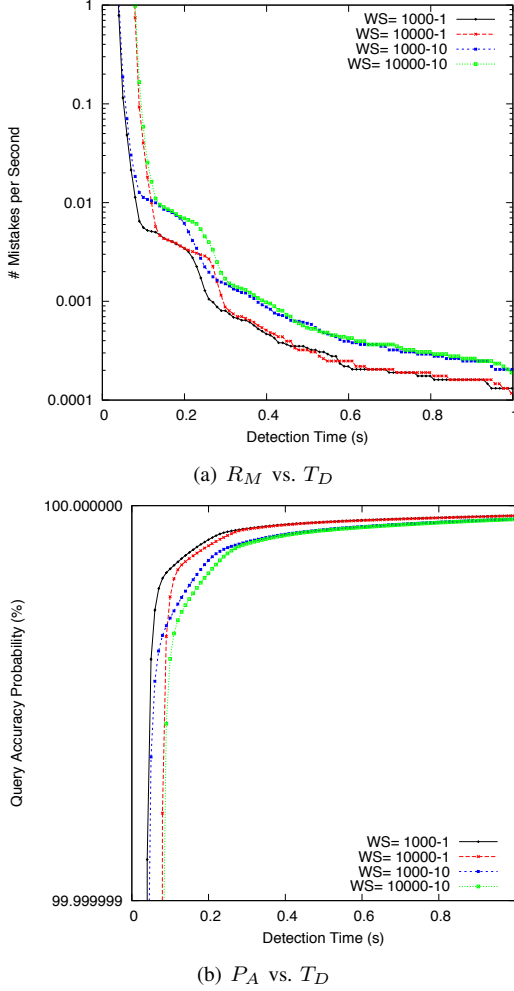 1
0.1
0.01
0.001
0.0001
# Mistakes per Second
WS= 1000-1
WS= 10000-1
WS= 1000-10
WS= 10000-10
0 0.2 0.4 0.6 0.8 1
Detection Time (s)
(a) R_M vs. T_D
100.000000
99.999999
Query Accuracy Probability (%)
WS= 1000-1
WS= 10000-1
WS= 1000-10
WS= 10000-10
0 0.2 0.4 0.6 0.8 1
Detection Time (s)
(b) P_A vs. T_D